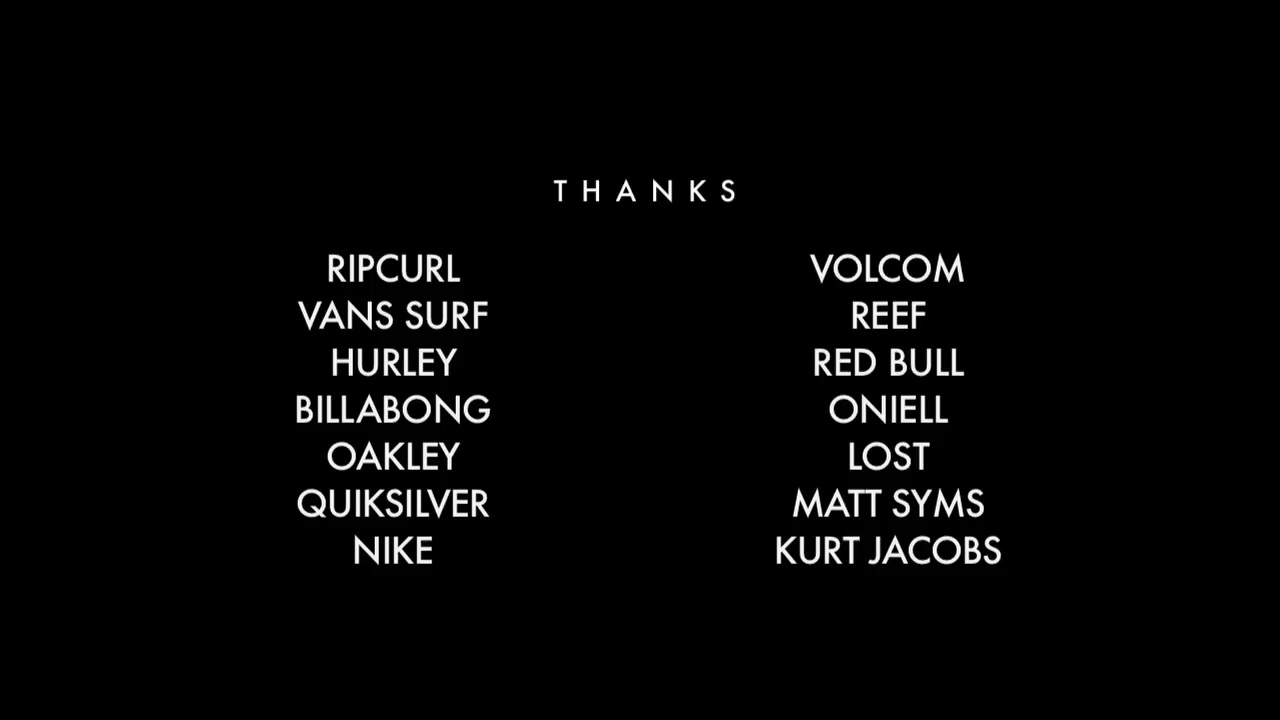 THANKS
RIPCURL
VANS SURF
HURLEY
BILLABONG
OAKLEY
QUIKSILVER
NIKE
VOLCOM
REEF
RED BULL
ONIELL
LOST
MATT SYMS
KURT JACOBS